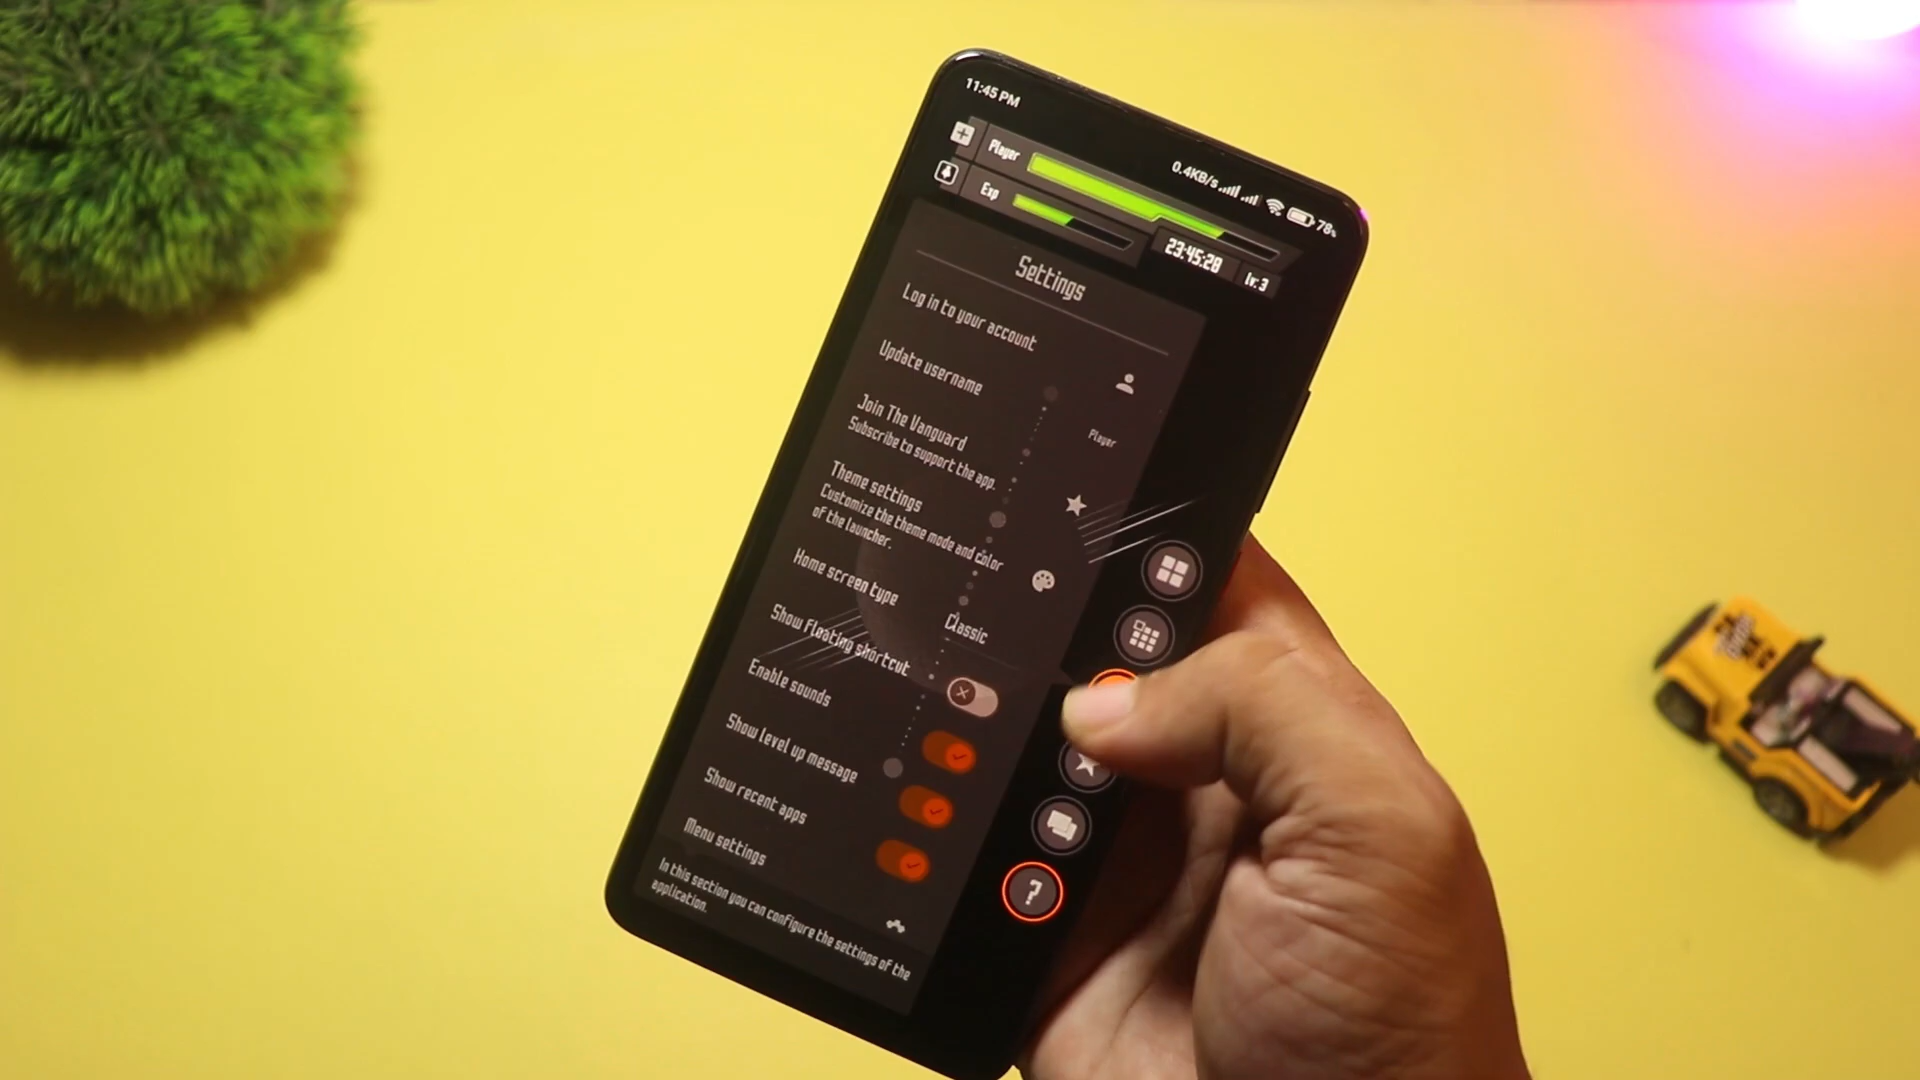 11:45 PM
0.4KB/s
78%
Player
Exp
23:45:28
lv.3
Settings
Log in to your account
Update username
Player
Join The Vanguard
Subscribe to support the app.
Theme settings
Customize the theme mode and color
of the launcher.
Home screen type
Classic
Show floating shortcut
Enable sounds
Show level up message
Show recent apps
Menu settings
In this section you can configure the settings of the
application.
?